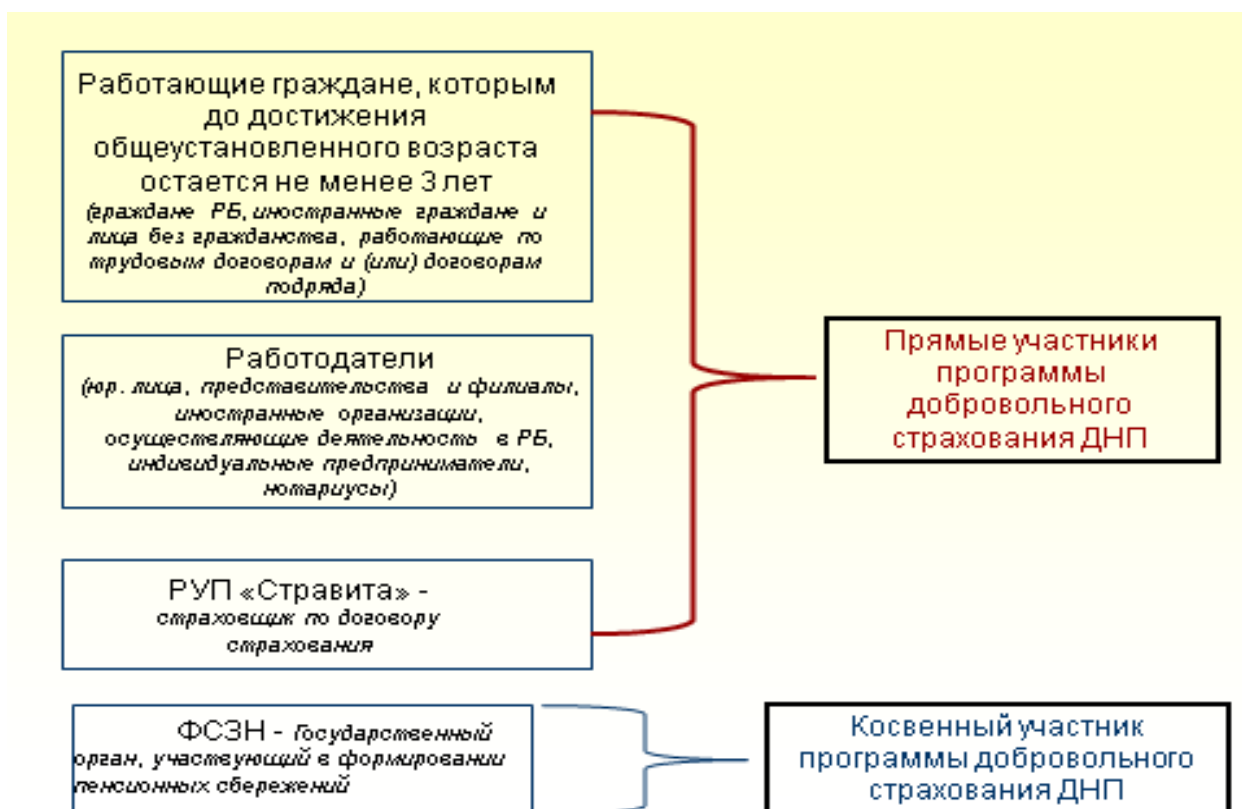 Работающие граждане, которым
до достижения
общеустановленного возраста
остается не менее 3 лет
(граждане РБ, иностранные граждане и
лица без гражданства, работающие по
трудовым договорам и (или) договорам
подряда)
Работодатели
(юр. лица, представительства и филиалы,
иностранные организации,
осуществляющие деятельность в РБ,
индивидуальные предприниматели,
нотариусы)
РУП «Стравита» -
страховщик по договору
страхования
Прямые участники
программы
добровольного
страхования ДНП
ФСЗН - Государственный
орган, участвующий в формировании
пенсионных сбережений
Косвенный участник
программы добровольного
страхования ДНП